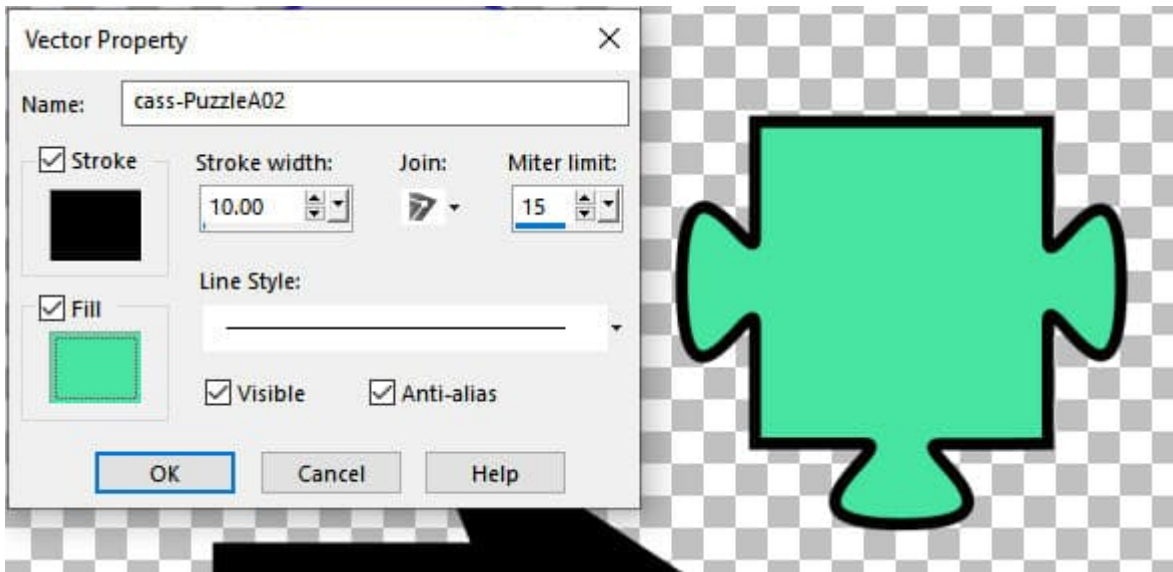 Vector Property
Name: cass-PuzzleA02
Stroke Stroke width: Join: Miter limit:
10.00 15
Line Style:
Fill
Visible Anti-alias
OK Cancel Help